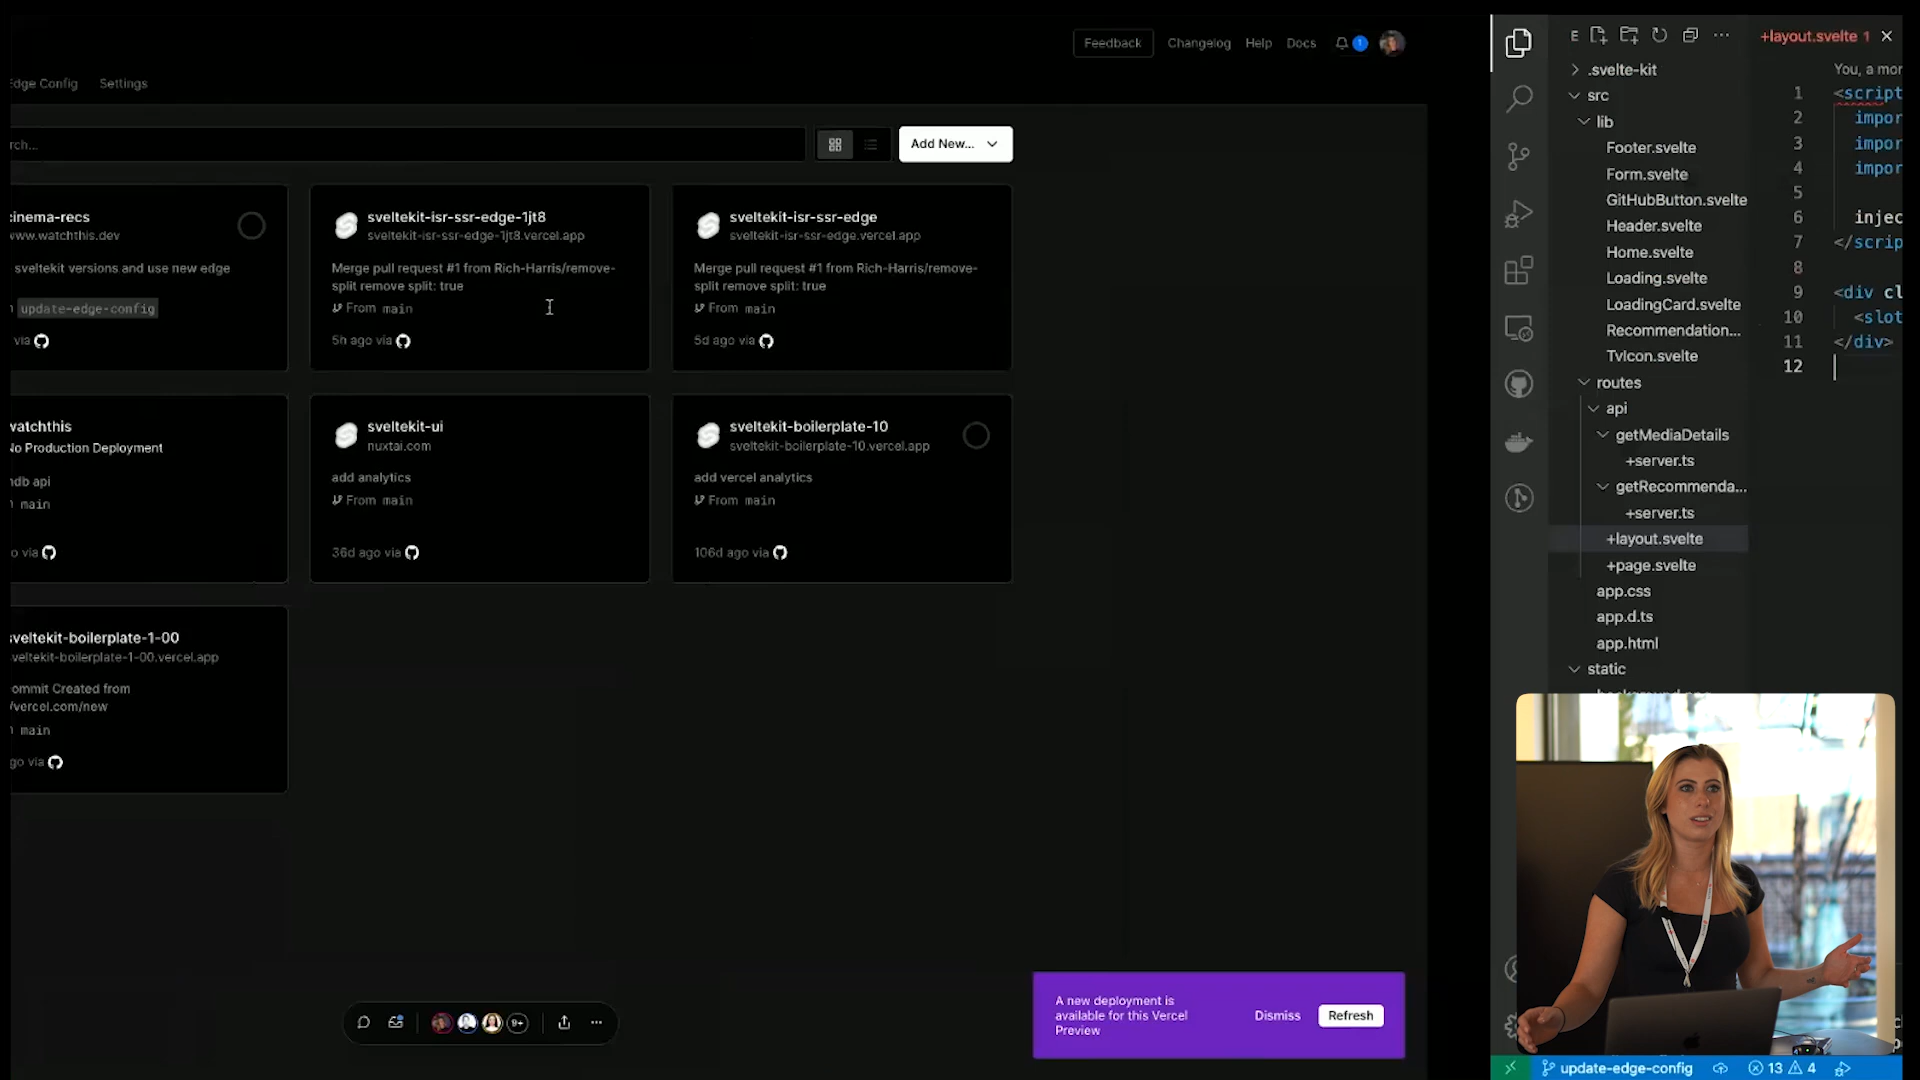 Feedback
Changelog
Help
Docs
1
Edge Config
Settings
rch...
Add New...
cinema-recs
www.watchthis.dev
sveltekit versions and use new edge
update-edge-config
via
sveltekit-isr-ssr-edge-1jt8
sveltekit-isr-ssr-edge-1jt8.vercel.app
Merge pull request #1 from Rich-Harris/remove-
split remove split: true
From main
5h ago via
sveltekit-isr-ssr-edge
sveltekit-isr-ssr-edge.vercel.app
Merge pull request #1 from Rich-Harris/remove-
split remove split: true
From main
5d ago via
watchthis
No Production Deployment
mdb api
main
o via
sveltekit-ui
nuxtai.com
add analytics
From main
36d ago via
sveltekit-boilerplate-10
sveltekit-boilerplate-10.vercel.app
add vercel analytics
From main
106d ago via
sveltekit-boilerplate-1-00
sveltekit-boilerplate-1-00.vercel.app
ommit Created from
/vercel.com/new
main
go via
9+
A new deployment is
available for this Vercel
Preview
Dismiss
Refresh
E
.svelte-kit
src
lib
Footer.svelte
Form.svelte
GitHubButton.svelte
Header.svelte
Home.svelte
Loading.svelte
LoadingCard.svelte
Recommendation...
TvIcon.svelte
routes
api
getMediaDetails
+server.ts
getRecommenda...
+server.ts
+layout.svelte
+page.svelte
app.css
app.d.ts
app.html
static
+layout.svelte 1
You, a mor
1 <script
2 impor
3 impor
4 impor
5
6 injec
7 </scrip
8
9 <div cl
10 <slot
11 </div>
12
update-edge-config
13
4